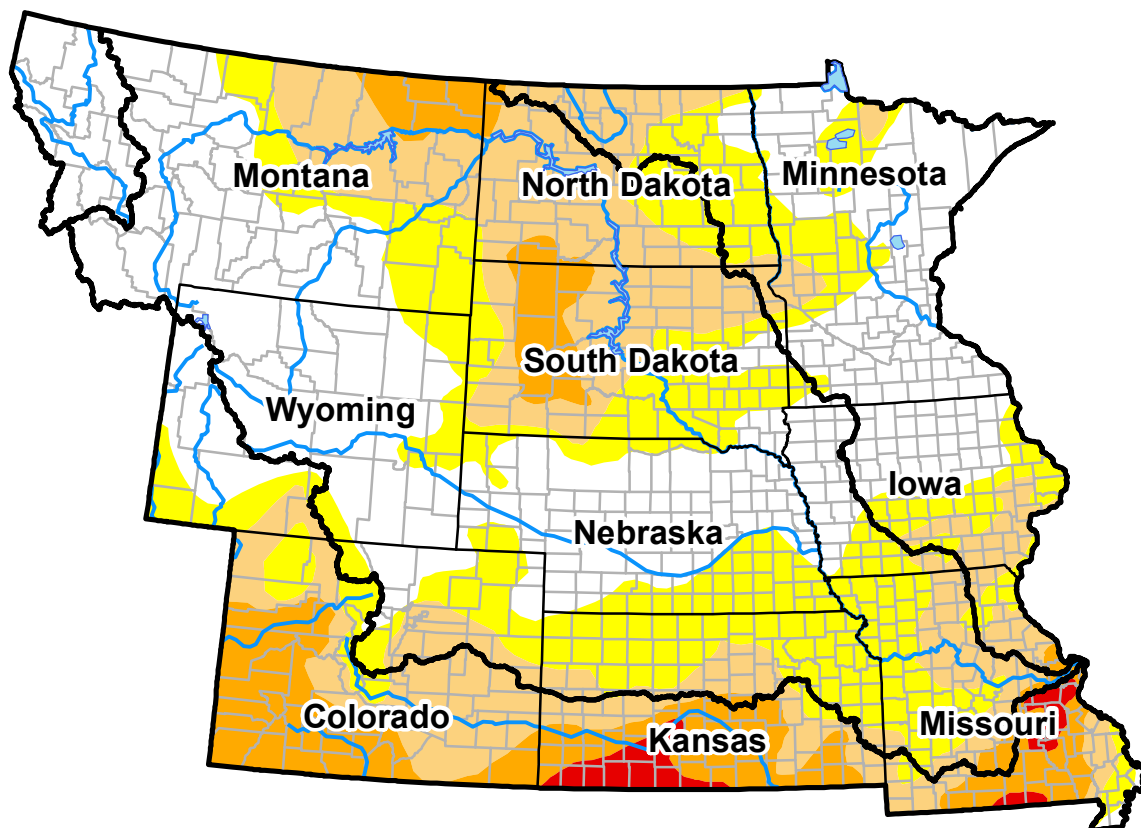 Montana
North Dakota
Minnesota
South Dakota
Wyoming
Iowa
Nebraska
Colorado
Kansas
Missouri